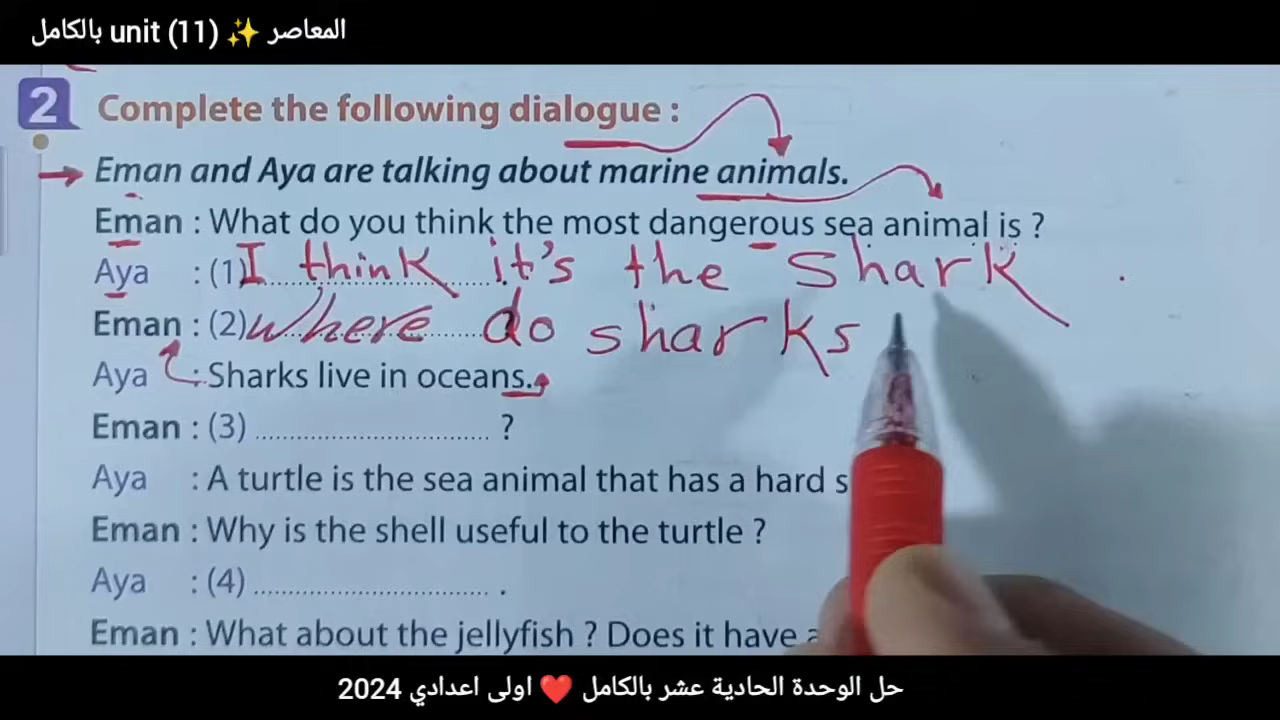 المعاصر ✨ unit (11) بالكامل
2 Complete the following dialogue :
Eman and Aya are talking about marine animals.
Eman : What do you think the most dangerous sea animal is ?
Aya : (1) I think it's the Shark .
Eman : (2) where do sharks
Aya : Sharks live in oceans.
Eman : (3) ........................................ ?
Aya : A turtle is the sea animal that has a hard
Eman : Why is the shell useful to the turtle ?
Aya : (4) ........................................ .
Eman : What about the jellyfish ? Does it have
حل الوحدة الحادية عشر بالكامل ❤️ اولى اعدادي 2024